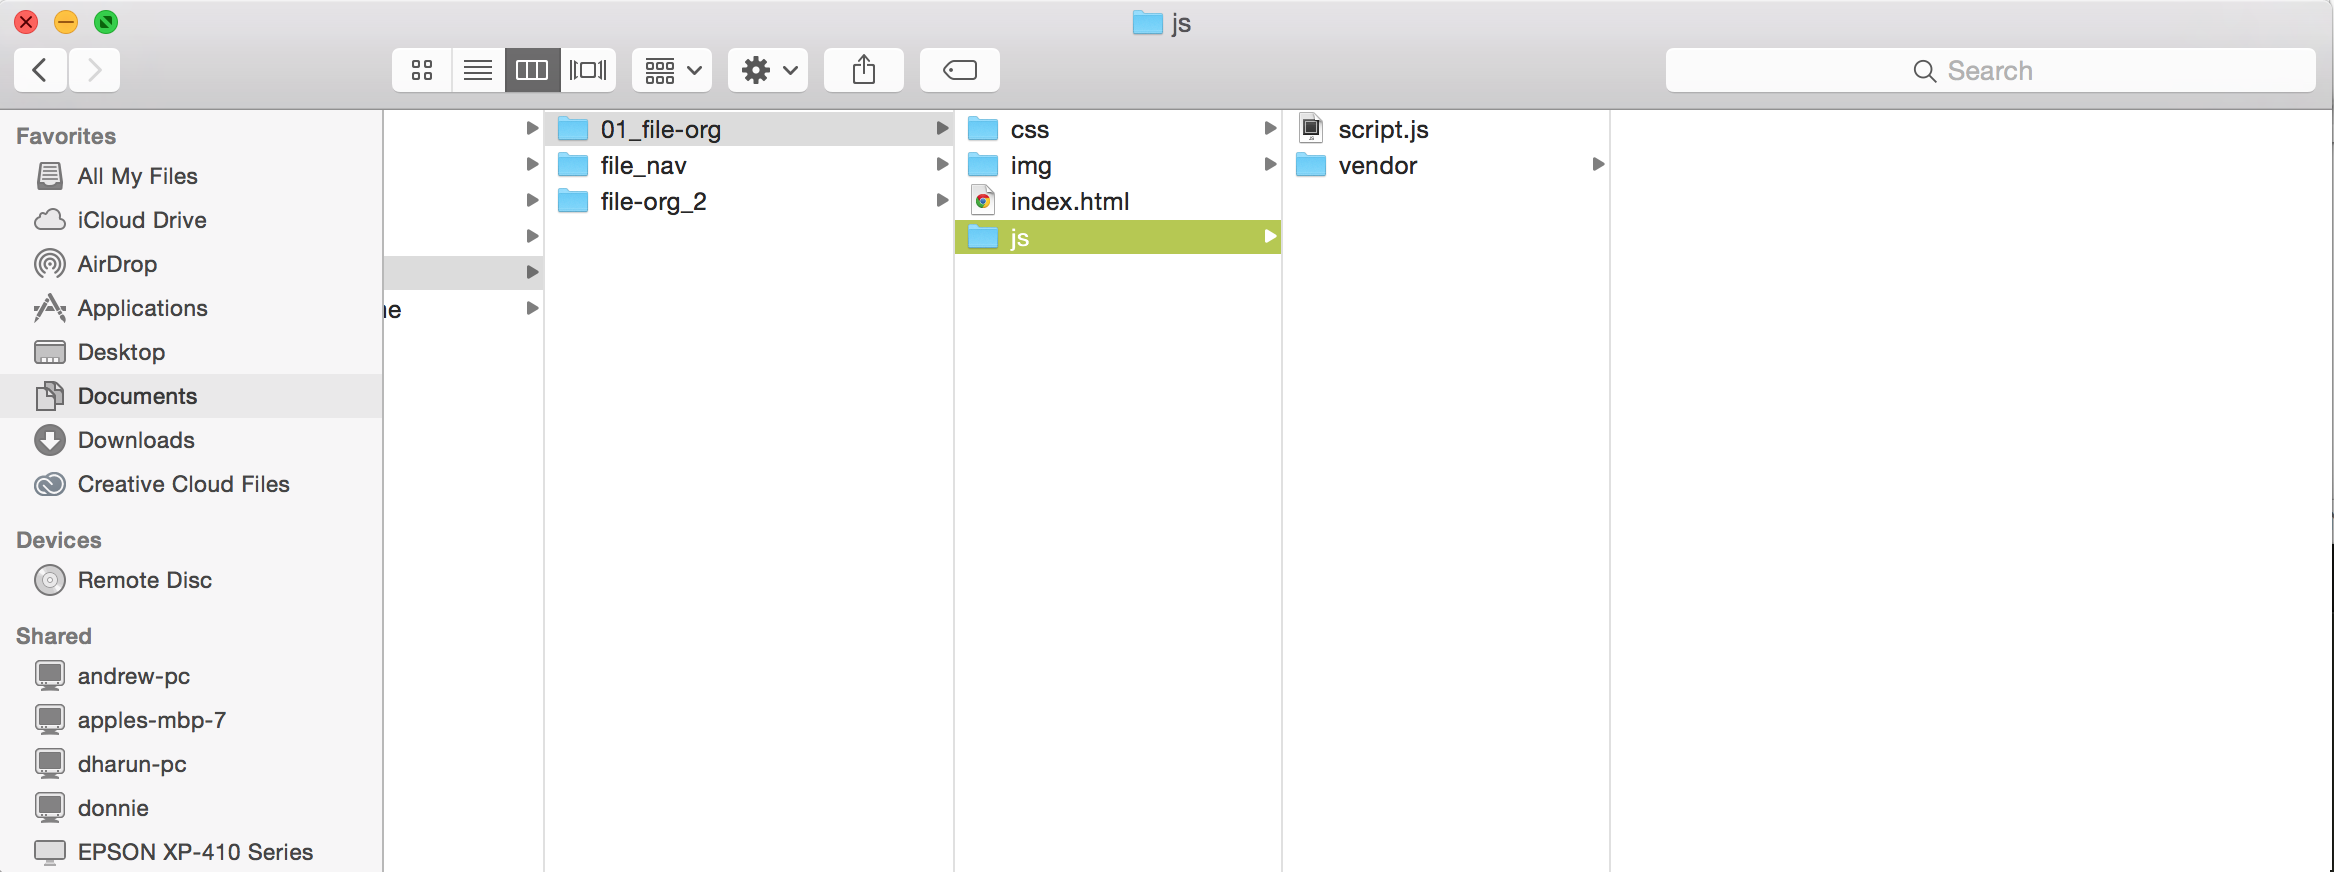 js
Search
Favorites
All My Files
iCloud Drive
AirDrop
Applications
Desktop
Documents
Downloads
Creative Cloud Files
Devices
Remote Disc
Shared
andrew-pc
apples-mbp-7
dharun-pc
donnie
EPSON XP-410 Series
01_file-org
file_nav
file-org_2
css
img
index.html
js
script.js
vendor